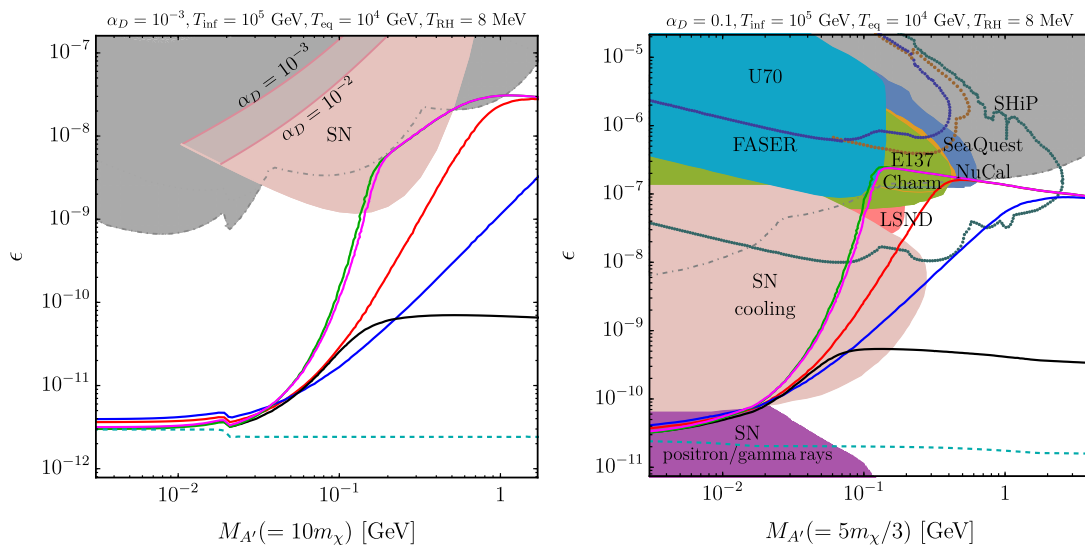 α_D = 10^{-3}, T_inf = 10^5 GeV, T_eq = 10^4 GeV, T_RH = 8 MeV
10^{-7}
10^{-8}
10^{-9}
10^{-10}
10^{-11}
10^{-12}
ϵ
α_D = 10^{-3}
α_D = 10^{-2}
SN
10^{-2}
10^{-1}
1
M_{A'}(= 10m_χ) [GeV]
α_D = 0.1, T_inf = 10^5 GeV, T_eq = 10^4 GeV, T_RH = 8 MeV
10^{-5}
10^{-6}
10^{-7}
10^{-8}
10^{-9}
10^{-10}
10^{-11}
ϵ
U70
SHiP
FASER
SeaQuest
E137
NuCal
Charm
LSND
SN
cooling
SN
positron/gamma rays
10^{-2}
10^{-1}
1
M_{A'}(= 5m_χ/3) [GeV]